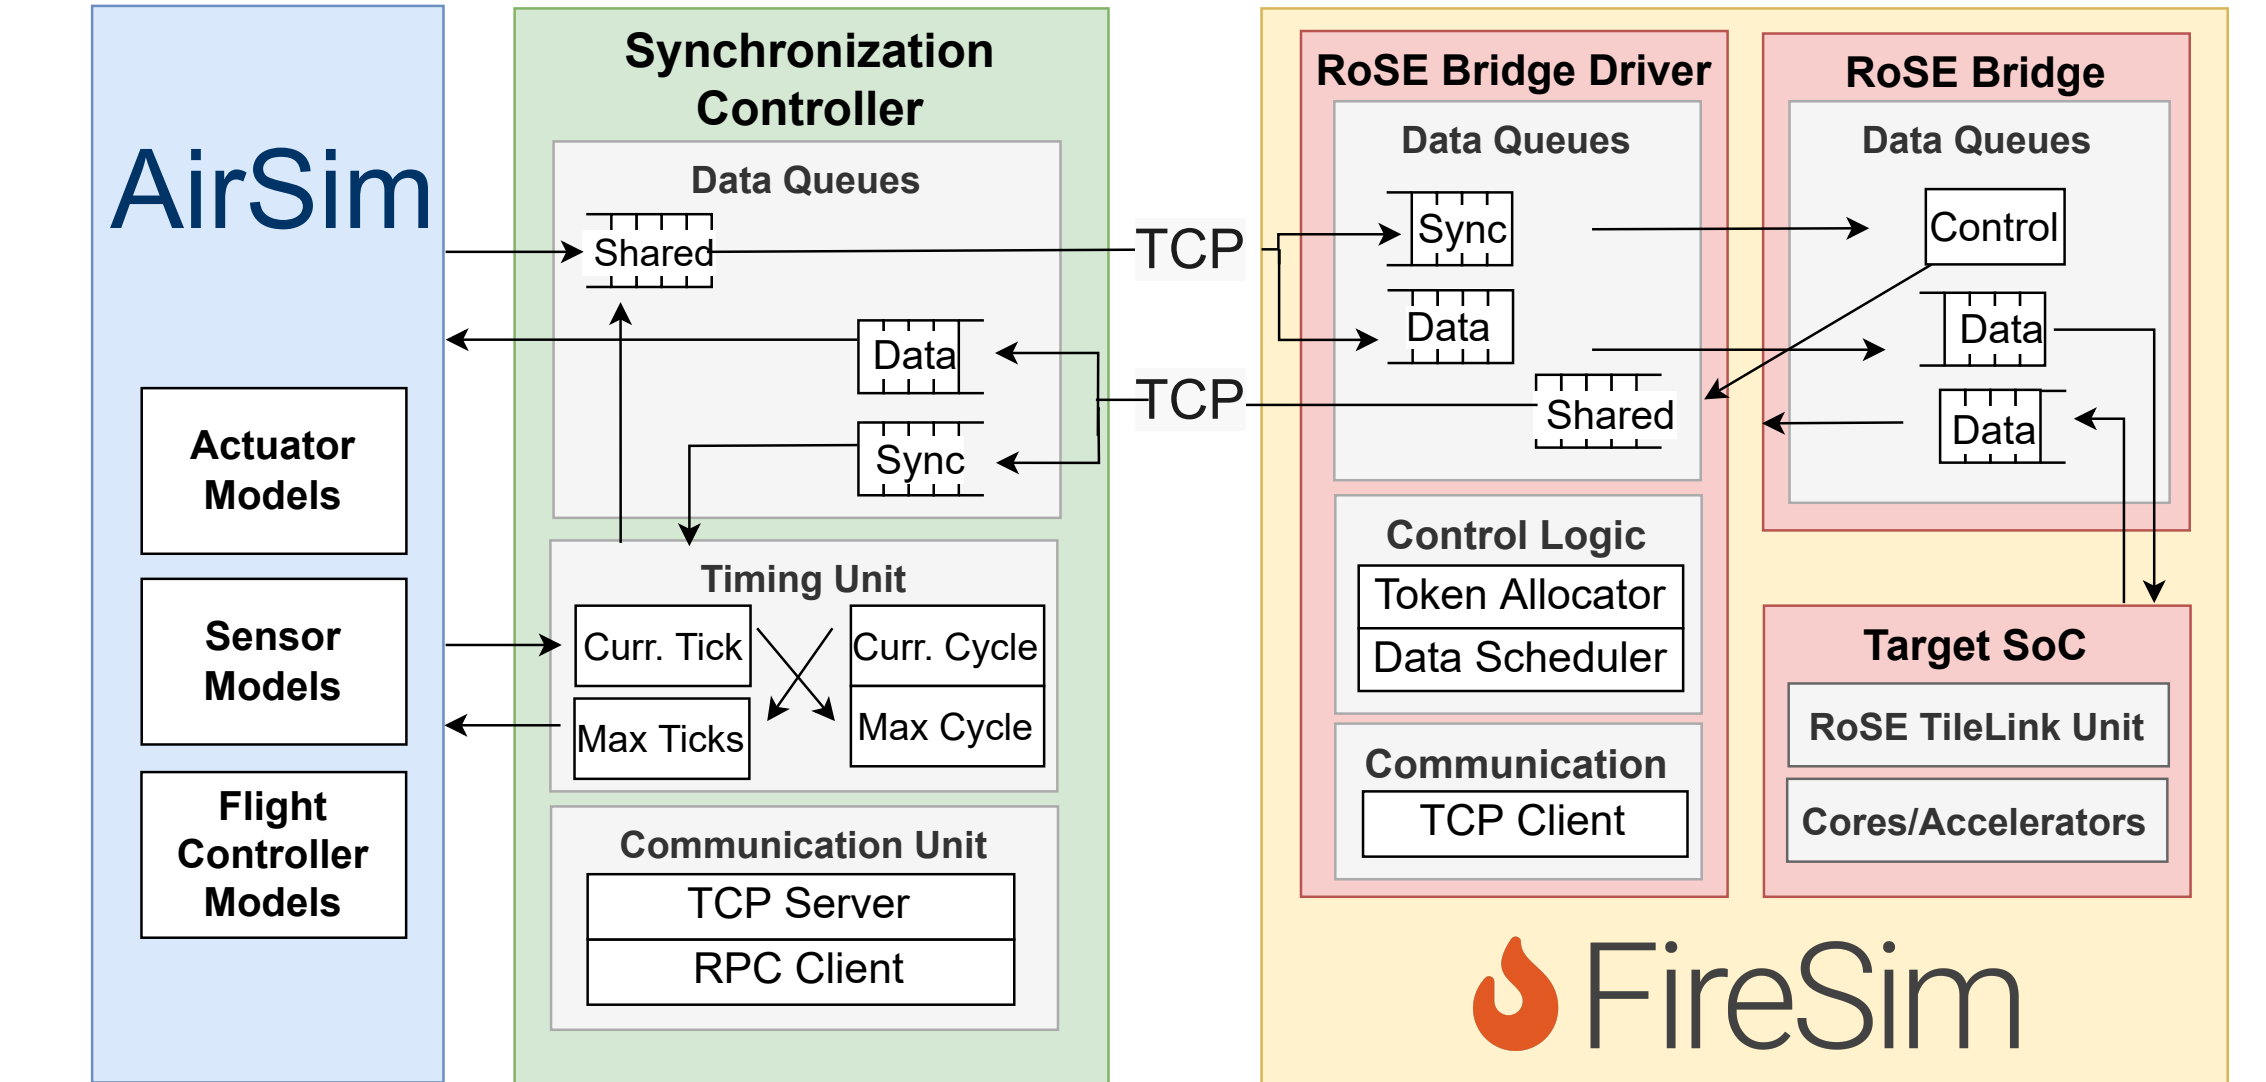 AirSim
Actuator
Models
Sensor
Models
Flight
Controller
Models
Synchronization
Controller
Data Queues
Shared
Data
Sync
Timing Unit
Curr. Tick
Curr. Cycle
Max Ticks
Max Cycle
Communication Unit
TCP Server
RPC Client
TCP
TCP
RoSE Bridge Driver
Data Queues
Sync
Data
Shared
Control Logic
Token Allocator
Data Scheduler
Communication
TCP Client
RoSE Bridge
Data Queues
Control
Data
Data
Target SoC
RoSE TileLink Unit
Cores/Accelerators
FireSim